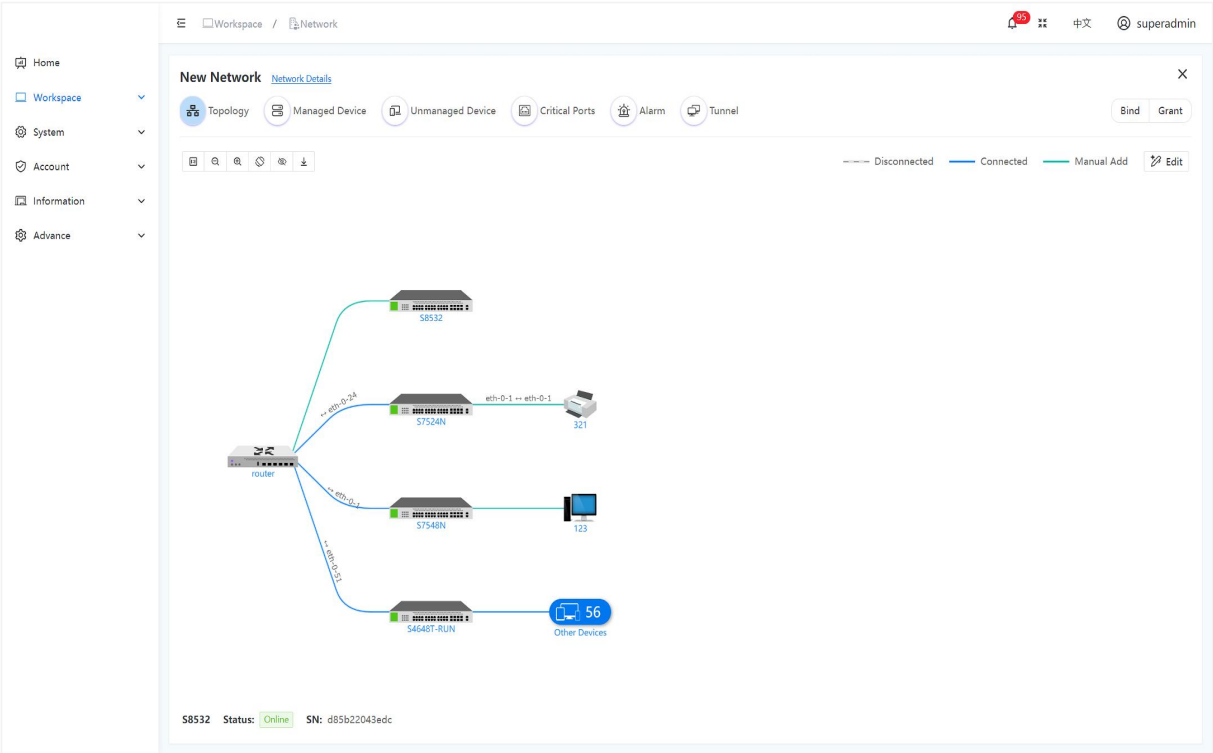 Workspace / Network
95
中文
superadmin
Home
Workspace
System
Account
Information
Advance
New Network Network Details
Topology Managed Device Unmanaged Device Critical Ports Alarm Tunnel
Bind Grant
Disconnected Connected Manual Add Edit
S8532
↔ eth-0-24
S7524N
eth-0-1 ↔ eth-0-1
321
router
↔ eth-0-1
S7548N
123
↔ eth-0-51
S4648T-RUN
56
Other Devices
S8532 Status: Online SN: d85b22043edc